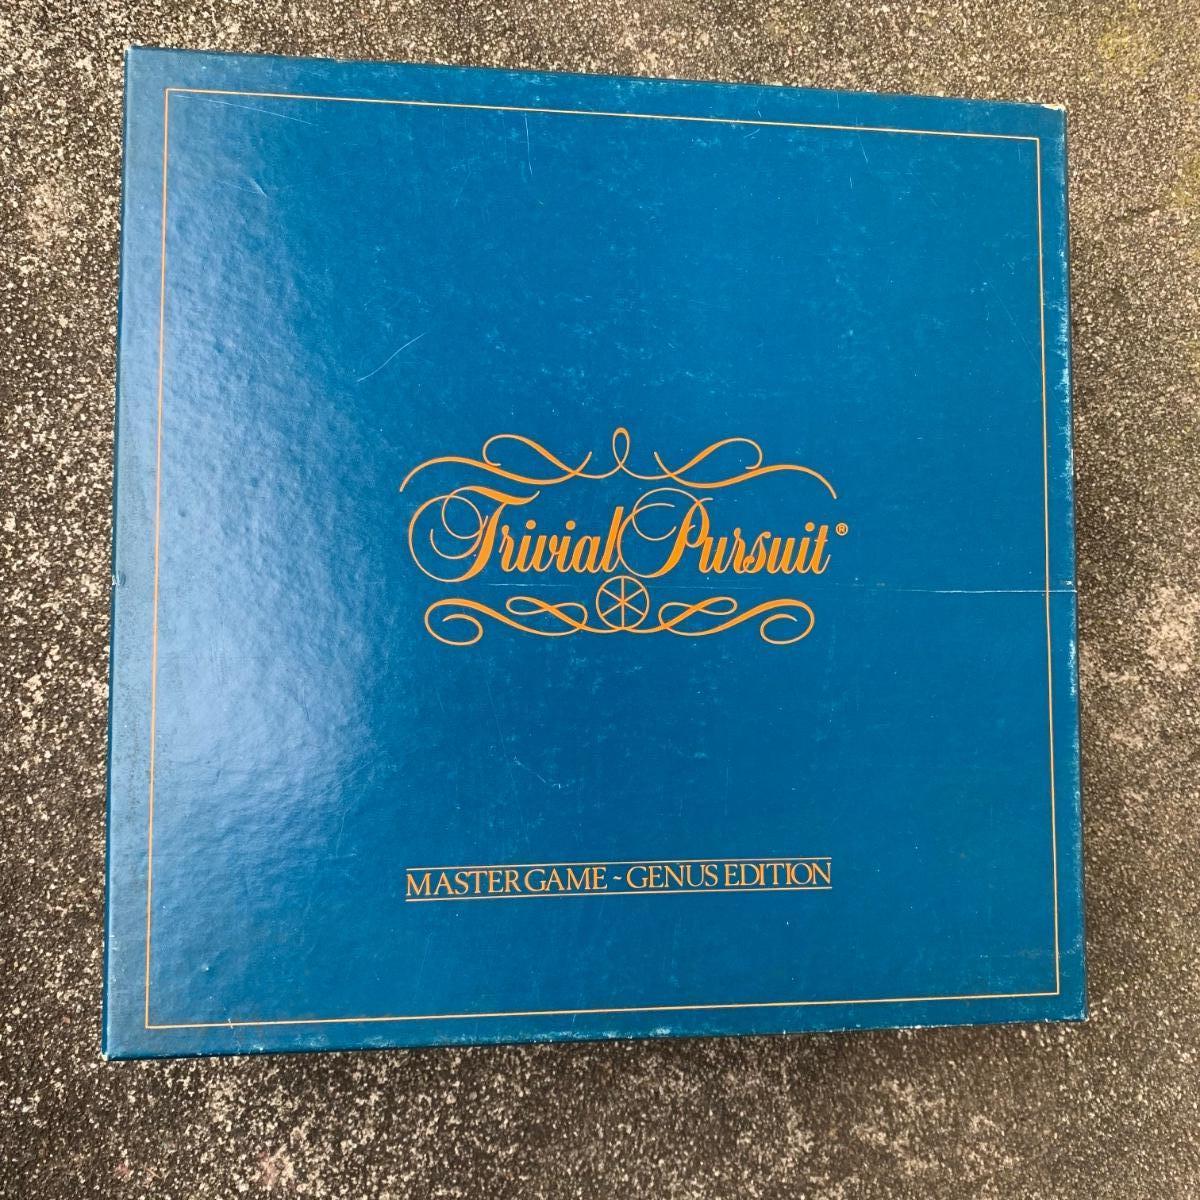 Trivial Pursuit®
MASTER GAME ~ GENUS EDITION